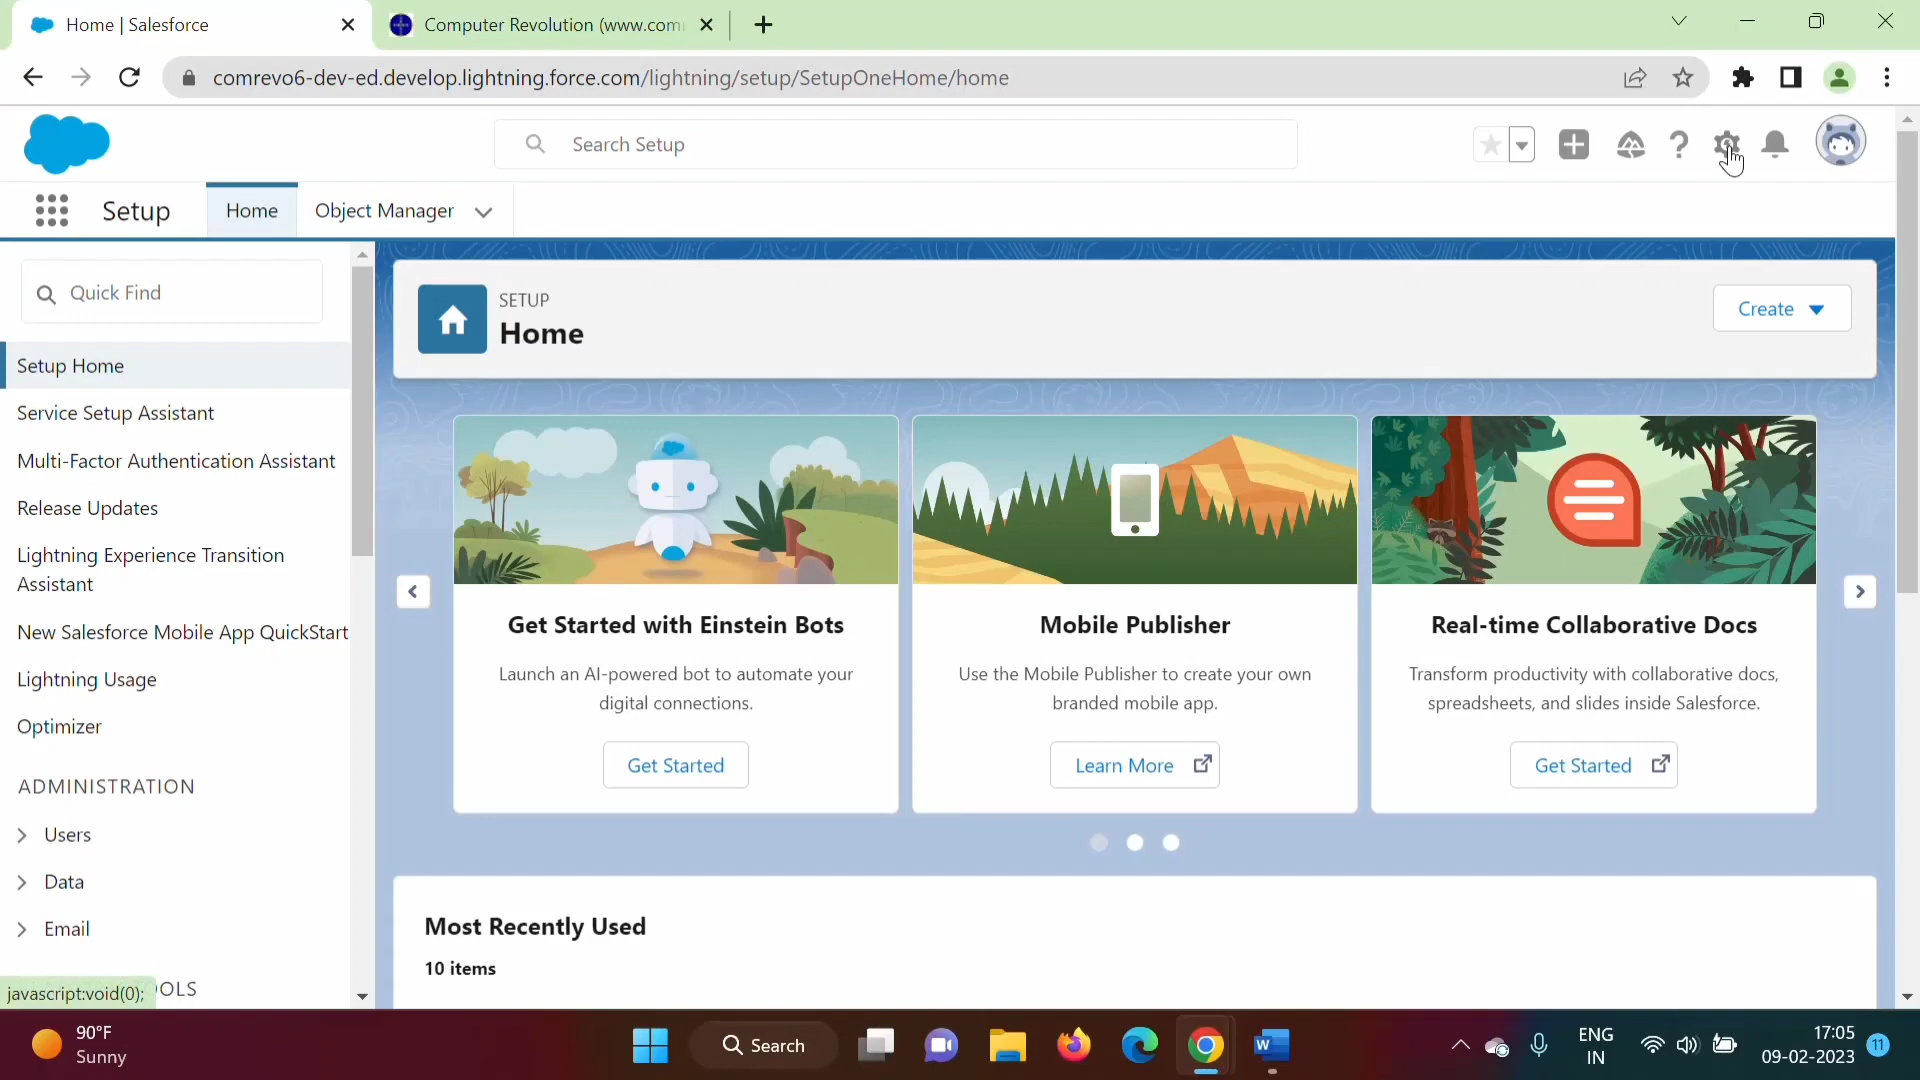 Home | Salesforce
Computer Revolution (www.com
comrevo6-dev-ed.develop.lightning.force.com/lightning/setup/SetupOneHome/home
Search Setup
Setup
Home
Object Manager
Quick Find
SETUP
Home
Create
Setup Home
Service Setup Assistant
Multi-Factor Authentication Assistant
Release Updates
Lightning Experience Transition
Assistant
New Salesforce Mobile App QuickStart
Lightning Usage
Optimizer
ADMINISTRATION
Users
Data
Email
OLS
javascript:void(0);
Get Started with Einstein Bots
Launch an AI-powered bot to automate your
digital connections.
Get Started
Mobile Publisher
Use the Mobile Publisher to create your own
branded mobile app.
Learn More
Real-time Collaborative Docs
Transform productivity with collaborative docs,
spreadsheets, and slides inside Salesforce.
Get Started
Most Recently Used
10 items
90°F
Sunny
Search
W
ENG
IN
17:05
09-02-2023
11